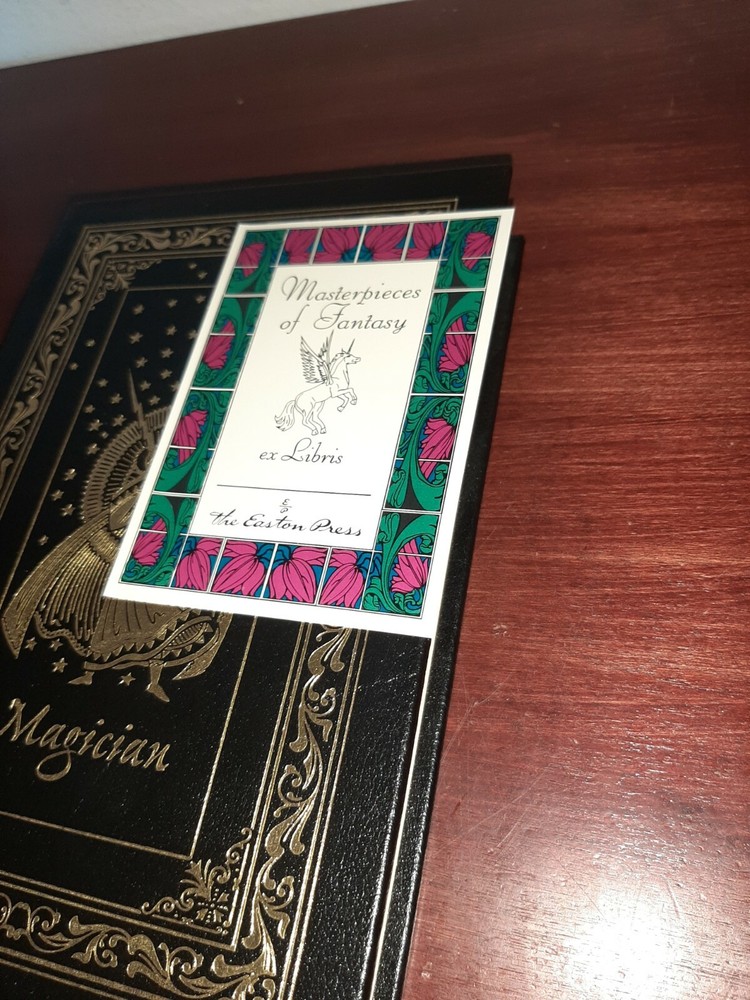 Masterpieces
of Fantasy
ex Libris
E
P
The Easton Press
Magician